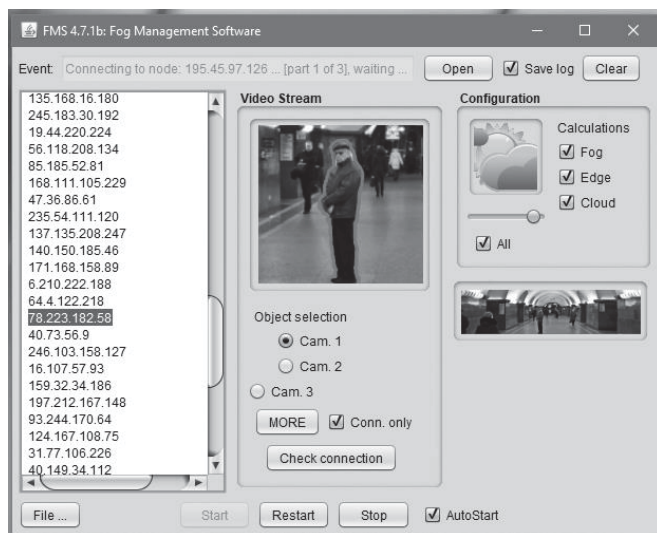 FMS 4.7.1b: Fog Management Software
Event: Connecting to node: 195.45.97.126 ... [part 1 of 3], waiting ... Open Save log Clear
135.168.16.180
245.183.30.192
19.44.220.224
56.118.208.134
85.185.52.81
168.111.105.229
47.36.86.61
235.54.111.120
137.135.208.247
140.150.185.46
171.168.158.89
6.210.222.188
64.4.122.218
78.223.182.58
40.73.56.9
246.103.158.127
16.107.57.93
159.32.34.186
197.212.167.148
93.244.170.64
124.167.108.75
31.77.106.226
40.149.34.112
Video Stream
Object selection
Cam. 1
Cam. 2
Cam. 3
MORE Conn. only
Check connection
Configuration
Calculations
Fog
Edge
Cloud
All
File ... Start Restart Stop AutoStart